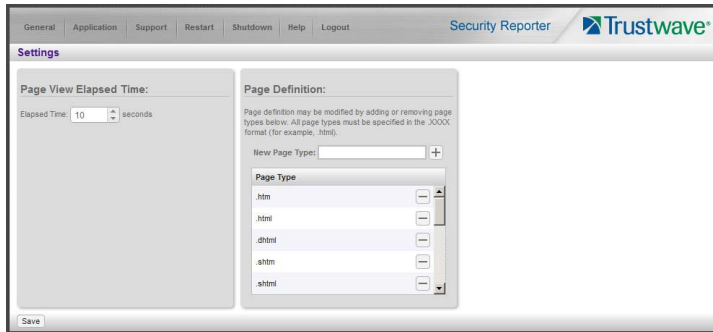 General Application Support Restart Shutdown Help Logout
Security Reporter
Trustwave®
Settings
Page View Elapsed Time:
Elapsed Time: 10 seconds
Page Definition:
Page definition may be modified by adding or removing page
types below. All page types must be specified in the .XXXX
format (for example, .html).
New Page Type:
Page Type
.htm
.html
.dhtml
.shtm
.shtml
Save